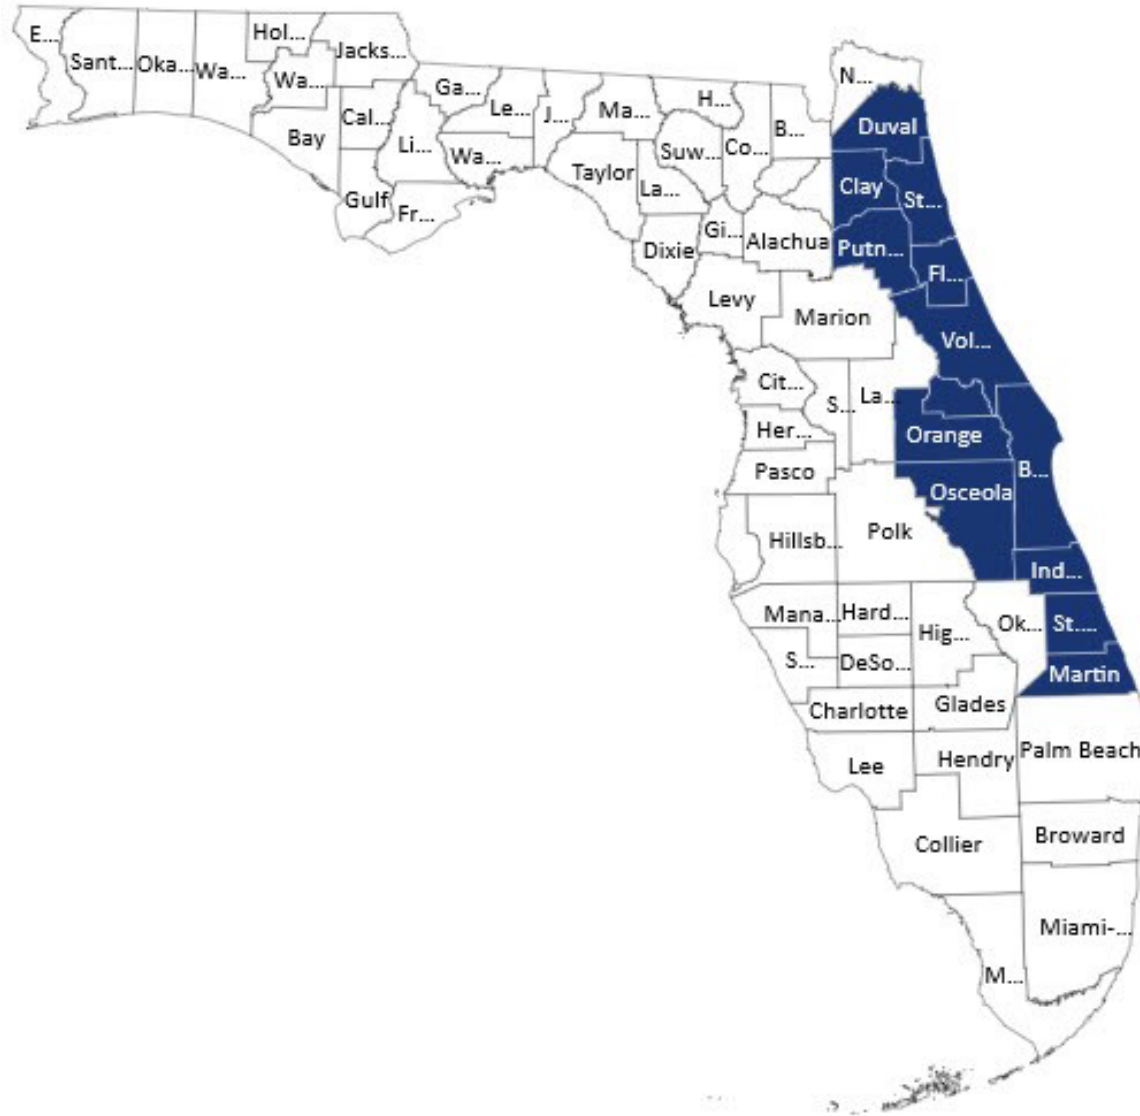 E...
Sant...
Oka...
Wa...
Hol...
Wa...
Jacks...
Bay
Cal...
Gulf
Li...
Ga...
Fr...
Wa...
Le...
J...
Taylor
Ma...
H...
Suw...
La...
Co...
Dixie
Gi...
Alachua
B...
N...
Duval
Clay
St...
Putn...
Fl...
Levy
Marion
Vol...
Cit...
S...
La...
Her...
Orange
Pasco
B...
Osceola
Hillsb...
Polk
Ind...
Mana...
Hard...
Hig...
Ok...
St....
S...
DeSo...
Martin
Charlotte
Glades
Lee
Hendry
Palm Beach
Collier
Broward
Miami-...
M...